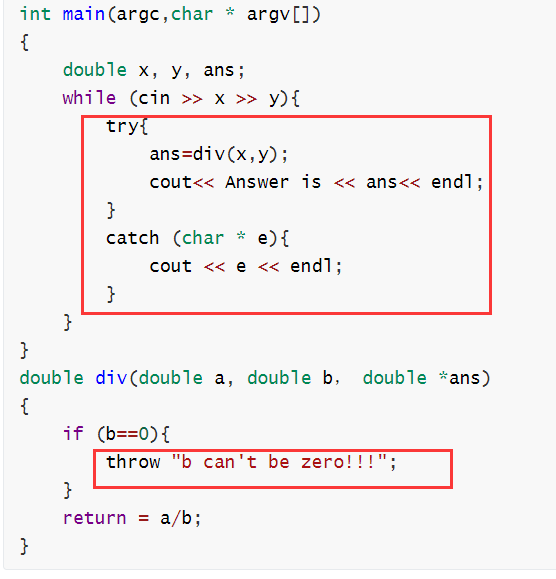 int main(argc,char * argv[])
{
    double x, y, ans;
    while (cin >> x >> y){
        try{
            ans=div(x,y);
            cout<< Answer is << ans<< endl;
        }
        catch (char * e){
            cout << e << endl;
        }
    }
}
double div(double a, double b, double *ans)
{
    if (b==0){
        throw "b can't be zero!!!";
    }
    return = a/b;
}